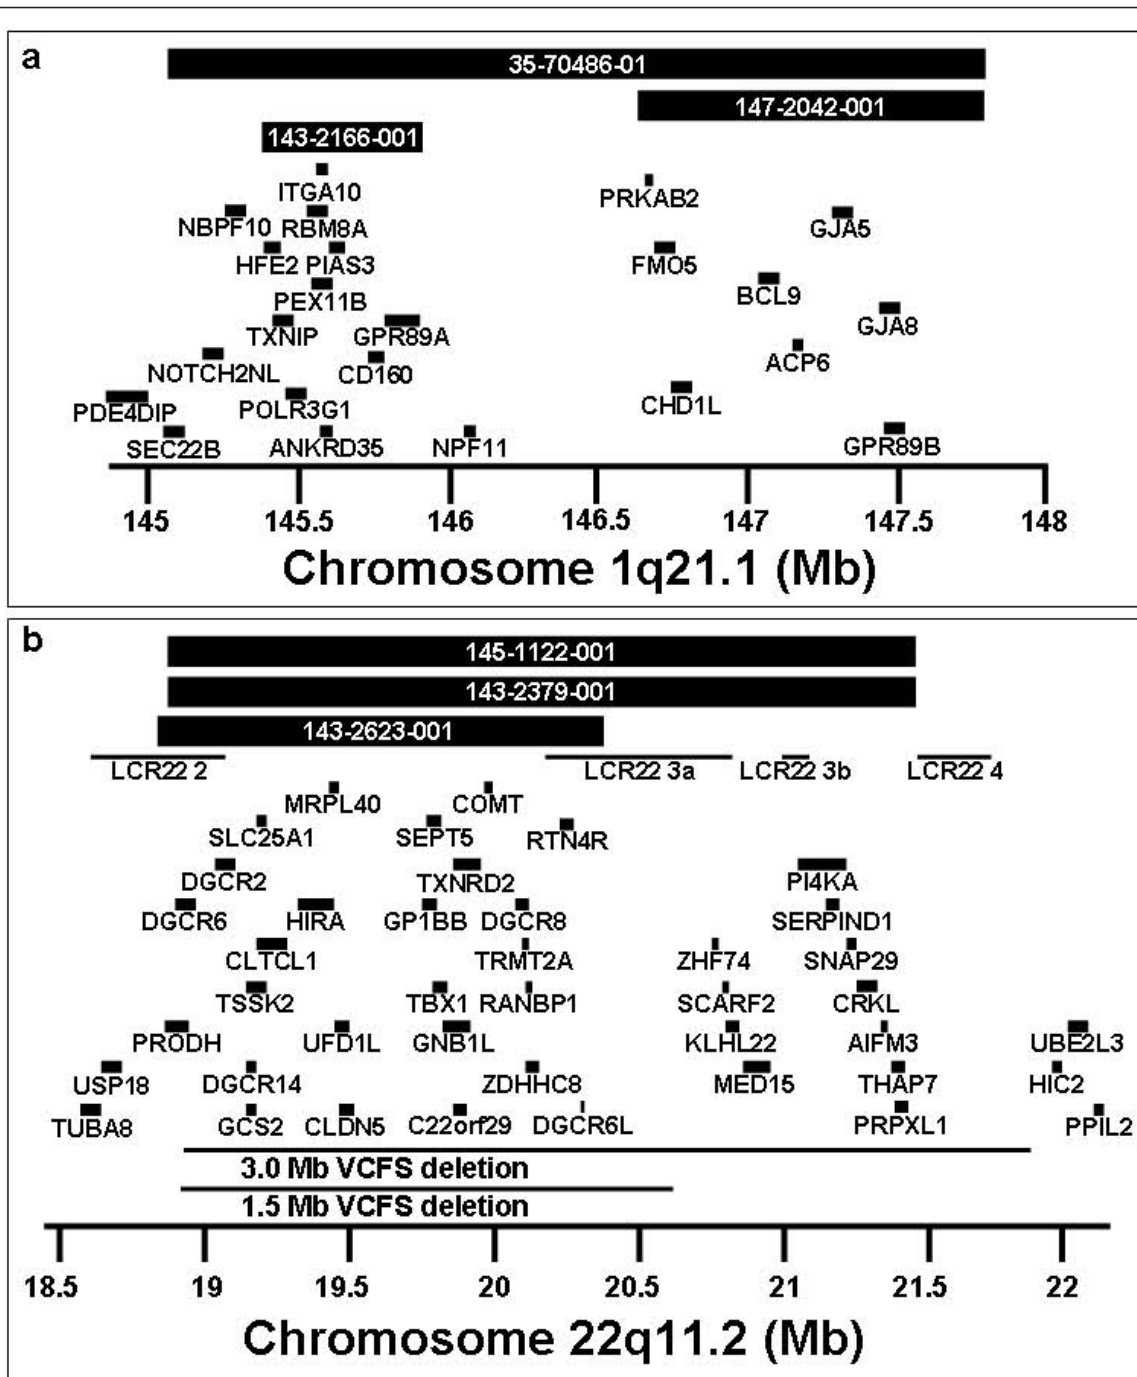 a
35-70486-01
147-2042-001
143-2166-001
ITGA10
PRKAB2
NBPF10 RBM8A GJA5
HFE2 PIAS3 FMO5
PEX11B BCL9
TXNIP GPR89A GJA8
NOTCH2NL CD160 ACP6
PDE4DIP POLR3G1 CHD1L
SEC22B ANKRD35 NPF11 GPR89B
145 145.5 146 146.5 147 147.5 148
Chromosome 1q21.1 (Mb)
b
145-1122-001
143-2379-001
143-2623-001
LCR22 2 LCR22 3a LCR22 3b LCR22 4
MRPL40 COMT
SLC25A1 SEPT5 RTN4R
DGCR2 TXNRD2 PI4KA
DGCR6 HIRA GP1BB DGCR8 SERPIND1
CLTCL1 TRMT2A ZHF74 SNAP29
TSSK2 TBX1 RANBP1 SCARF2 CRKL
PRODH UFD1L GNB1L KLHL22 AIFM3 UBE2L3
USP18 DGCR14 ZDHHC8 MED15 THAP7 HIC2
TUBA8 GCS2 CLDN5 C22orf29 DGCR6L PRPXL1 PPIL2
3.0 Mb VCFS deletion
1.5 Mb VCFS deletion
18.5 19 19.5 20 20.5 21 21.5 22
Chromosome 22q11.2 (Mb)